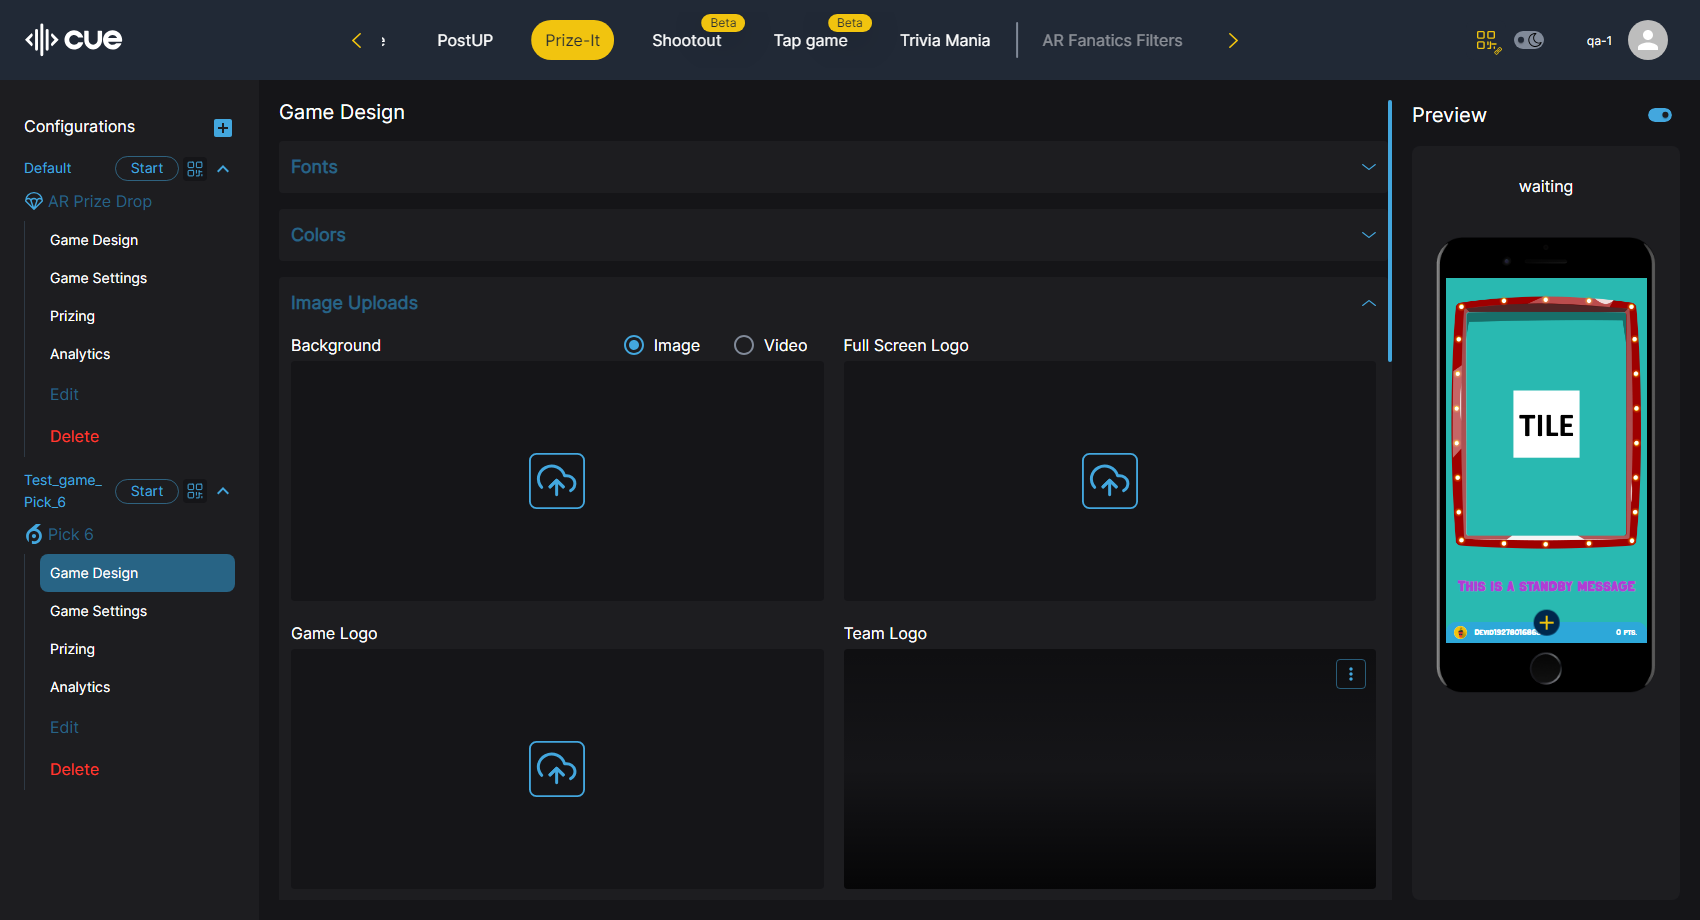 cue
PostUP
Prize-It
Shootout
Beta
Tap game
Beta
Trivia Mania
AR Fanatics Filters
qa-1
Configurations
Default
Start
AR Prize Drop
Game Design
Game Settings
Prizing
Analytics
Edit
Delete
Test_game_
Pick_6
Start
Pick 6
Game Design
Game Settings
Prizing
Analytics
Edit
Delete
Game Design
Fonts
Colors
Image Uploads
Background
Image
Video
Full Screen Logo
Game Logo
Team Logo
Preview
waiting
TILE
THIS IS A STANDBY MESSAGE
0 PTS.